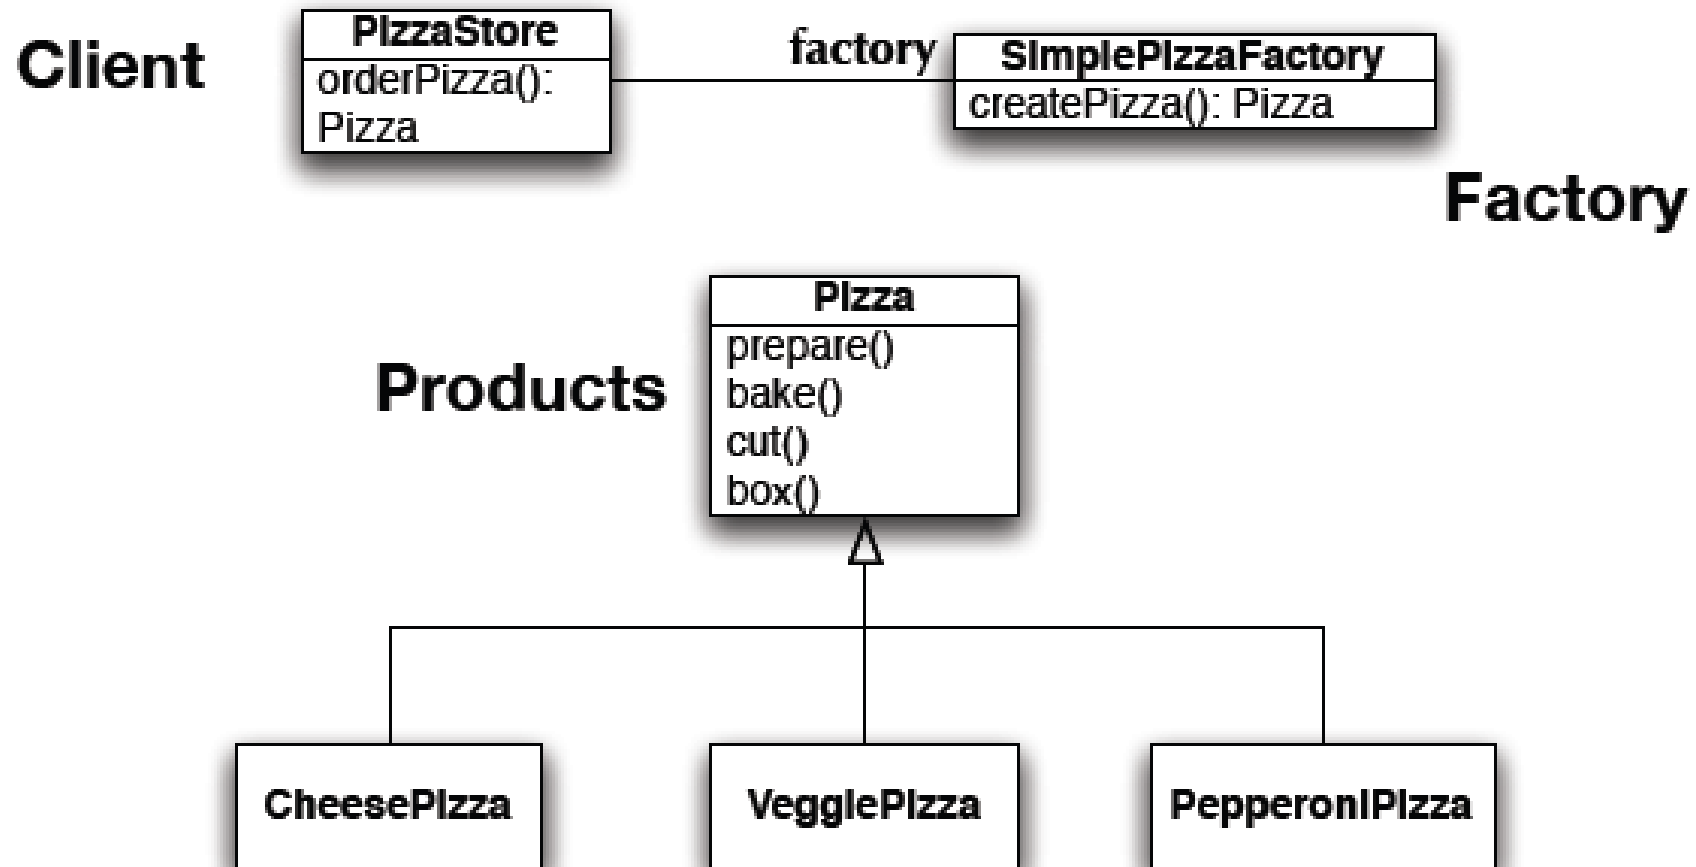 Client
PizzaStore
orderPizza():
Pizza
factory
SimplePizzaFactory
createPizza(): Pizza
Factory
Products
Pizza
prepare()
bake()
cut()
box()
CheesePizza
VeggiePizza
PepperoniPizza